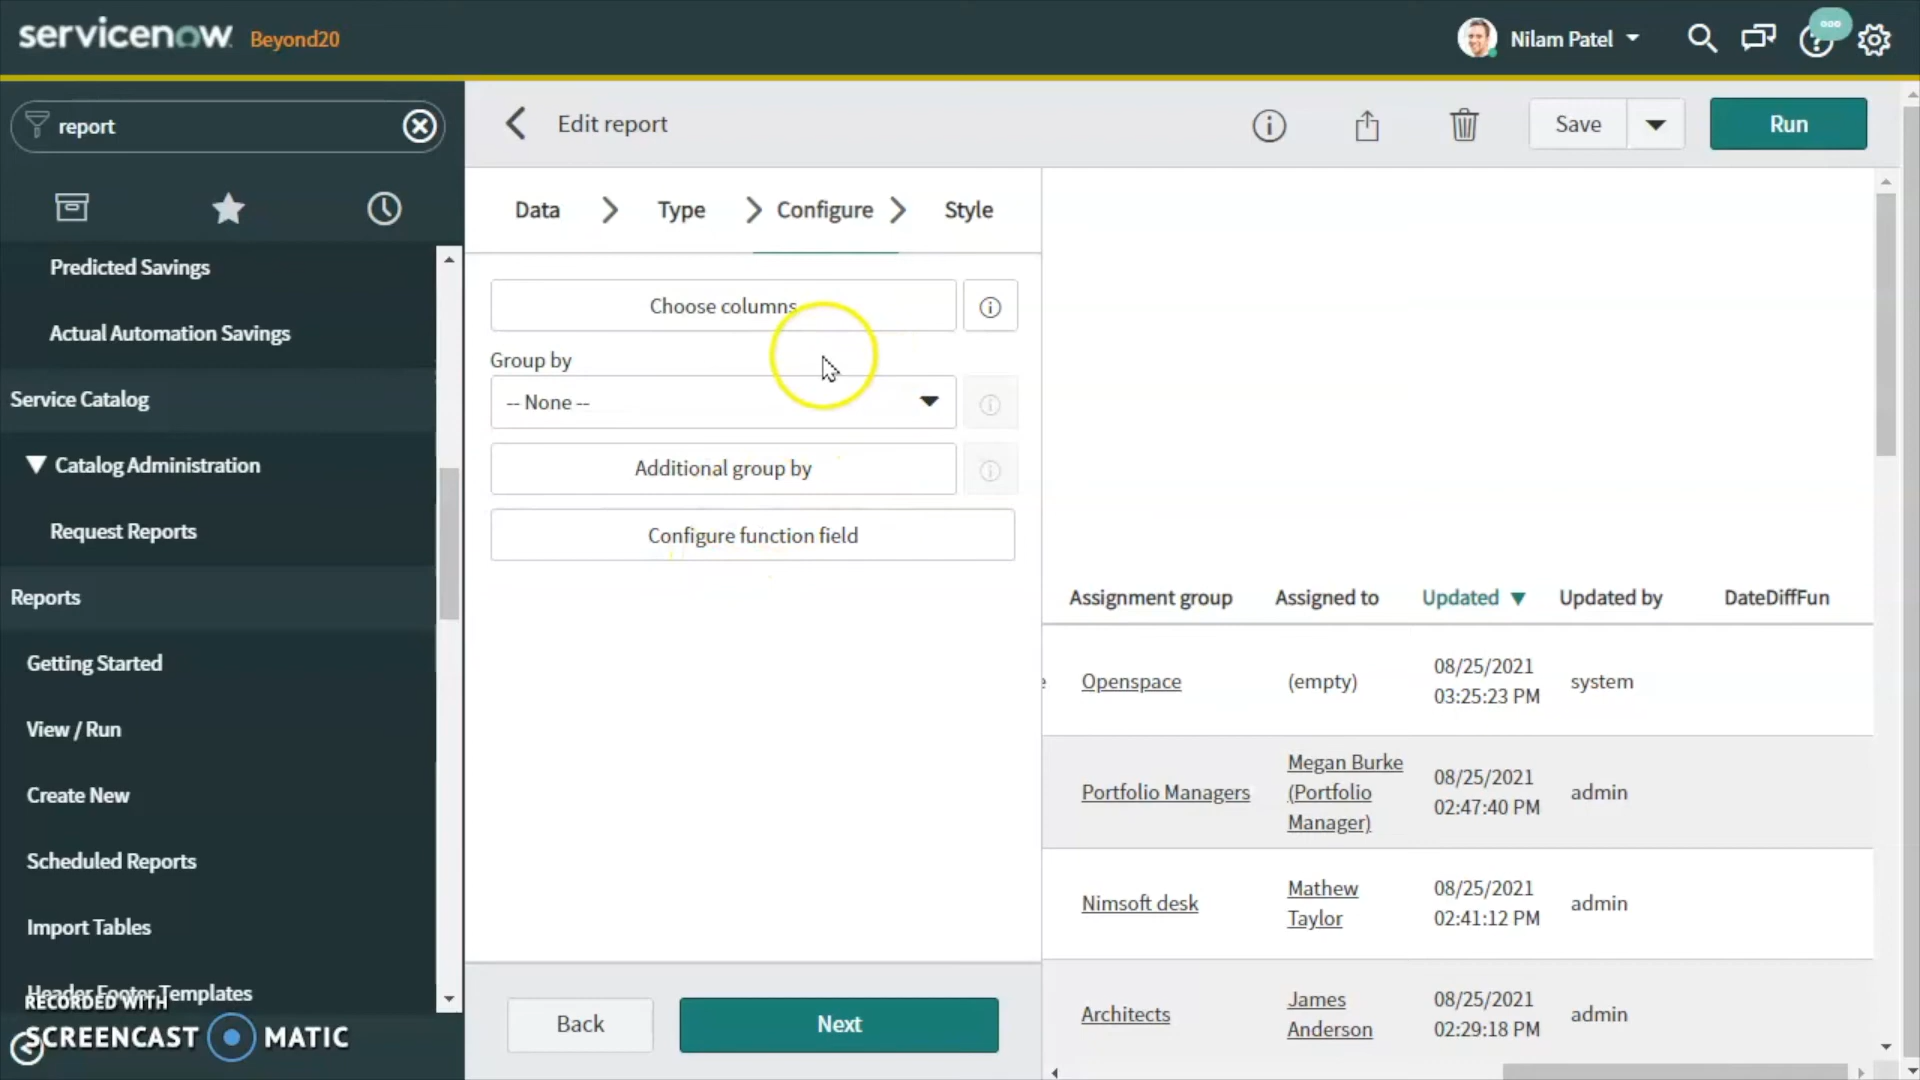 servicenow Beyond20
Nilam Patel
report
Edit report
Save
Run
Data
Type
Configure
Style
Predicted Savings
Actual Automation Savings
Service Catalog
Catalog Administration
Request Reports
Reports
Getting Started
View / Run
Create New
Scheduled Reports
Import Tables
Header Footer Templates
Choose columns
Group by
-- None --
Additional group by
Configure function field
Back
Next
Assignment group Assigned to Updated Updated by DateDiffFun
e Openspace (empty) 08/25/2021 03:25:23 PM system
Portfolio Managers Megan Burke (Portfolio Manager) 08/25/2021 02:47:40 PM admin
Nimsoft desk Mathew Taylor 08/25/2021 02:41:12 PM admin
Architects James Anderson 08/25/2021 02:29:18 PM admin
RECORDED WITH
SCREENCAST MATIC